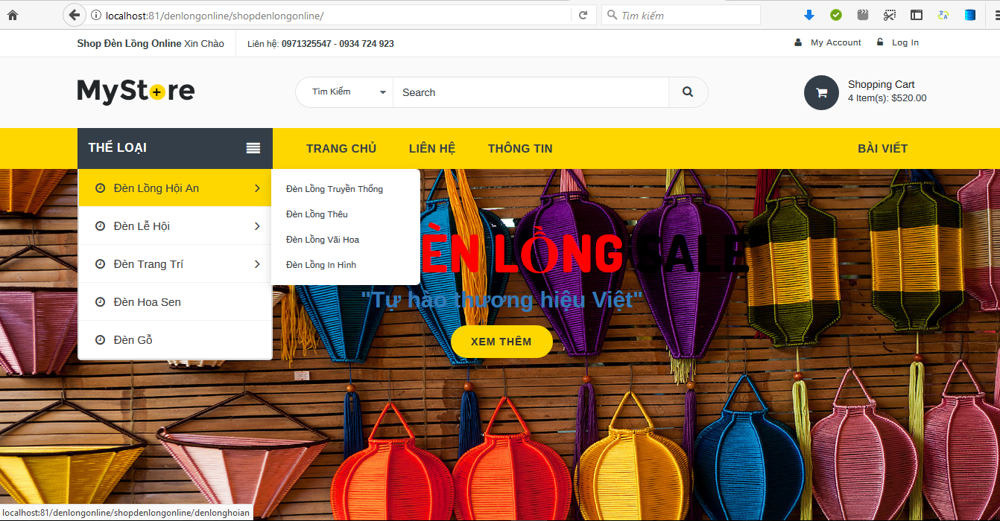 localhost:81/denlongonline/shopdenlongonline/
Tìm kiếm
Shop Đèn Lồng Online Xin Chào
Liên hệ: 0971325547 - 0934 724 923
My Account
Log In
MyStore
Tìm Kiếm
Search
Shopping Cart
4 Item(s): $520.00
THỂ LOẠI
TRANG CHỦ
LIÊN HỆ
THÔNG TIN
BÀI VIẾT
Đèn Lồng Hội An
Đèn Lễ Hội
Đèn Trang Trí
Đèn Hoa Sen
Đèn Gỗ
Đèn Lồng Truyền Thống
Đèn Lồng Thêu
Đèn Lồng Vãi Hoa
Đèn Lồng In Hình
ÈN LỒNG SALE
"Tự hào thương hiệu Việt"
XEM THÊM
localhost:81/denlongonline/shopdenlongonline/denlonghoian